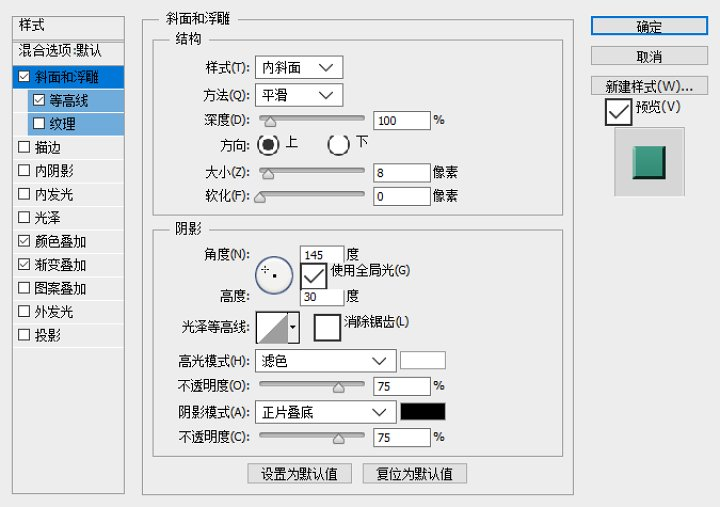 样式
混合选项:默认
斜面和浮雕
等高线
纹理
描边
内阴影
内发光
光泽
颜色叠加
渐变叠加
图案叠加
外发光
投影
斜面和浮雕
结构
样式(T): 内斜面
方法(Q): 平滑
深度(D): 100 %
方向: 上 下
大小(Z): 8 像素
软化(F): 0 像素
阴影
角度(N): 145 度
使用全局光(G)
高度: 30 度
光泽等高线: 消除锯齿(L)
高光模式(H): 滤色
不透明度(O): 75 %
阴影模式(A): 正片叠底
不透明度(C): 75 %
设置为默认值 复位为默认值
确定
取消
新建样式(W)...
预览(V)